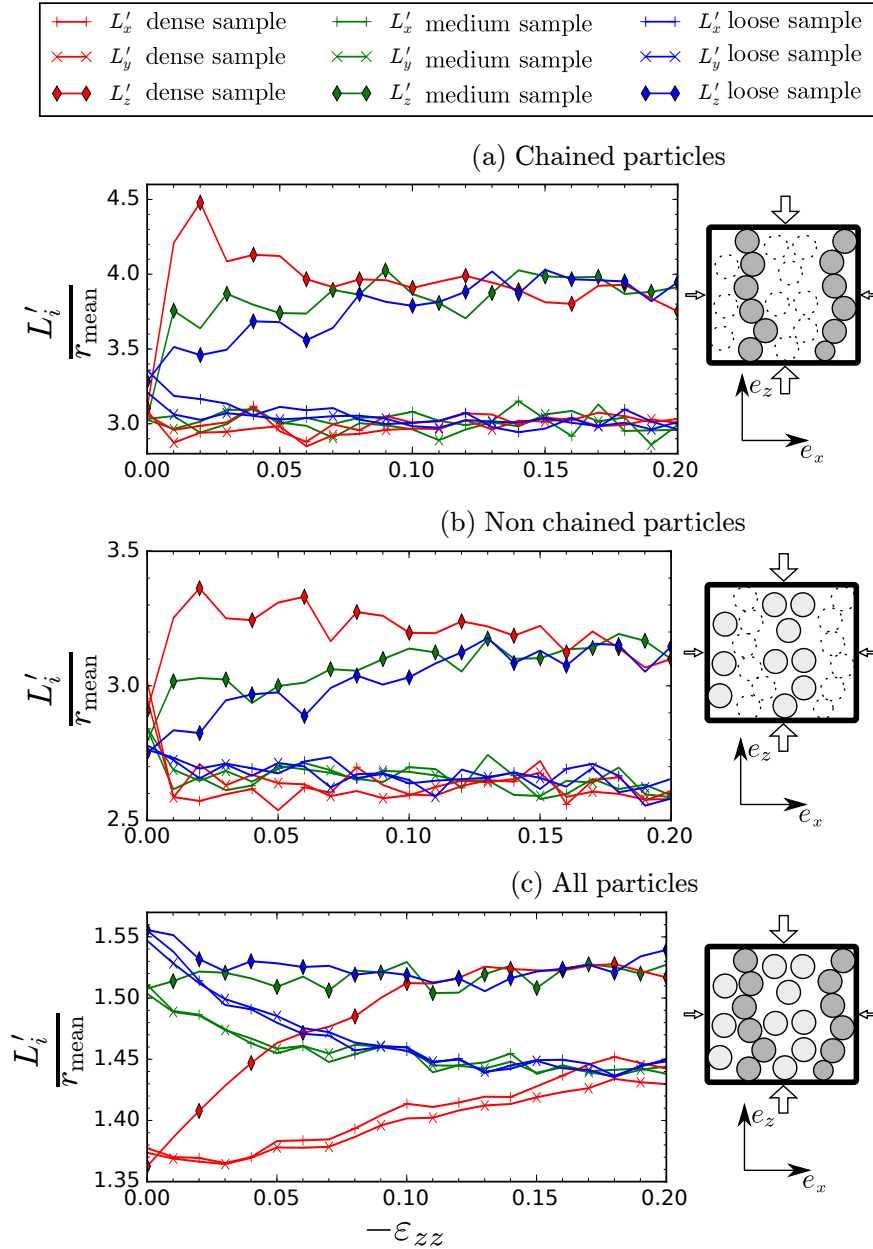 L′x dense sample L′x medium sample L′x loose sample
L′y dense sample L′y medium sample L′y loose sample
L′z dense sample L′z medium sample L′z loose sample
(a) Chained particles
4.5
4.0
3.5
3.0
L′i
rmean
0.00 0.05 0.10 0.15 0.20
ez
ex
(b) Non chained particles
3.5
3.0
2.5
L′i
rmean
0.00 0.05 0.10 0.15 0.20
ez
ex
(c) All particles
1.55
1.50
1.45
1.40
1.35
L′i
rmean
0.00 0.05 0.10 0.15 0.20
−εzz
ez
ex